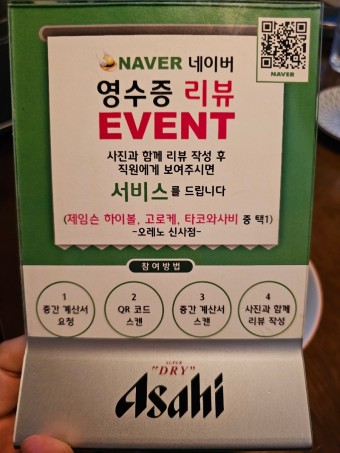 NAVER 네이버
NAVER
영수증 리뷰
EVENT
사진과 함께 리뷰 작성 후
직원에게 보여주시면
서비스를 드립니다
(제임슨 하이볼, 고로케, 타코와사비 중 택1)
-오레노 신사점-
참여방법
1
중간 계산서
요청
2
QR 코드
스캔
3
중간 계산서
스캔
4
사진과 함께
리뷰 작성
SUPER
"DRY"
Asahi